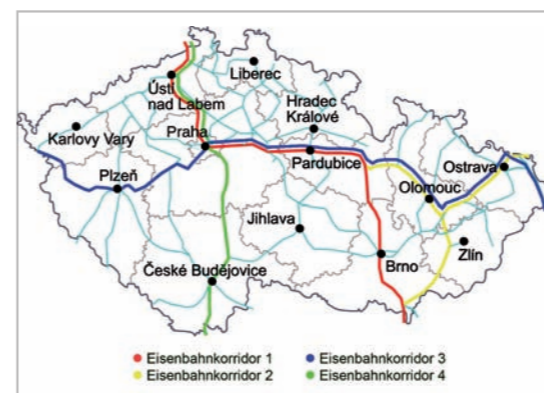 Liberec
Ústí
nad Labem
Hradec
Králové
Karlovy Vary
Praha
Pardubice
Ostrava
Plzeň
Olomouc
Jihlava
Zlín
České Budějovice
Brno
Eisenbahnkorridor 1
Eisenbahnkorridor 3
Eisenbahnkorridor 2
Eisenbahnkorridor 4